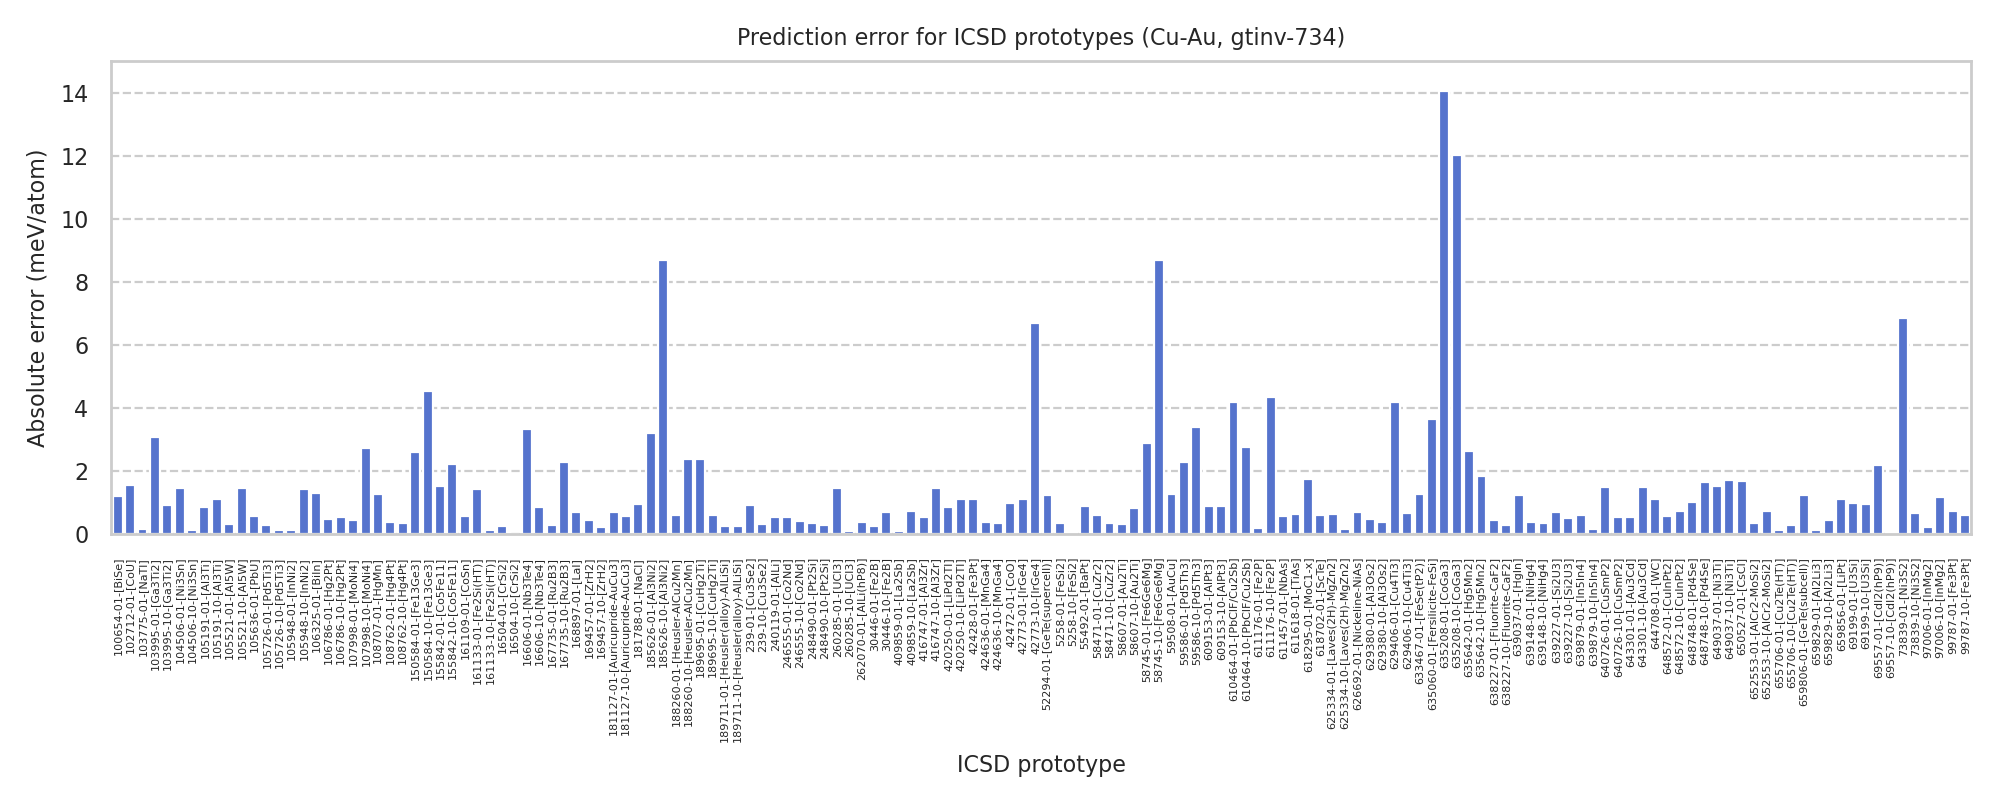 Prediction error for ICSD prototypes (Cu-Au, gtinv-734)
Absolute error (meV/atom)
14
12
10
8
6
4
2
0
100654-01-[BiSe]
102712-01-[CoU]
103775-01-[NaTl]
103995-01-[Ga3Ti2]
103995-10-[Ga3Ti2]
104506-01-[Ni3Sn]
104506-10-[Ni3Sn]
105191-01-[Al3Ti]
105191-10-[Al3Ti]
105521-01-[Al5W]
105521-10-[Al5W]
105636-01-[PbU]
105726-01-[Pd5Ti3]
105726-10-[Pd5Ti3]
105948-01-[InNi2]
105948-10-[InNi2]
106325-01-[BiIn]
106786-01-[Hg2Pt]
106786-10-[Hg2Pt]
107998-01-[MoNi4]
107998-10-[MoNi4]
108707-01-[HgMn]
108762-01-[Hg4Pt]
108762-10-[Hg4Pt]
150584-01-[Fe13Ge3]
150584-10-[Fe13Ge3]
155842-01-[Co5Fe11]
155842-10-[Co5Fe11]
161109-01-[CoSn]
161133-01-[Fe2Si(HT)]
161133-10-[Fe2Si(HT)]
16504-01-[CrSi2]
16504-10-[CrSi2]
16606-01-[Nb3Te4]
16606-10-[Nb3Te4]
167735-01-[Ru2B3]
167735-10-[Ru2B3]
168897-01-[LaI]
169457-01-[ZrH2]
169457-10-[ZrH2]
181127-01-[Auricupride-AuCu3]
181127-10-[Auricupride-AuCu3]
181788-01-[NaCl]
185626-01-[Al3Ni2]
185626-10-[Al3Ni2]
188260-01-[Heusler-AlCu2Mn]
188260-10-[Heusler-AlCu2Mn]
189695-01-[CuHg2Ti]
189695-10-[CuHg2Ti]
189711-01-[Heusler(alloy)-AlLiSi]
189711-10-[Heusler(alloy)-AlLiSi]
239-01-[Cu3Se2]
239-10-[Cu3Se2]
240119-01-[AlLi]
246555-01-[Co2Nd]
246555-10-[Co2Nd]
248490-01-[Pt2Si]
248490-10-[Pt2Si]
260285-01-[UCl3]
260285-10-[UCl3]
262070-01-[AlLi(hP8)]
30446-01-[Fe2B]
30446-10-[Fe2B]
409859-01-[La2Sb]
409859-10-[La2Sb]
416747-01-[Al3Zr]
416747-10-[Al3Zr]
420250-01-[LiPd2Tl]
420250-10-[LiPd2Tl]
42428-01-[Fe3Pt]
424636-01-[MnGa4]
424636-10-[MnGa4]
42472-01-[CoO]
42773-01-[IrGe4]
42773-10-[IrGe4]
52294-01-[GeTe(supercell)]
5258-01-[FeSi2]
5258-10-[FeSi2]
55492-01-[BaPt]
58471-01-[CuZr2]
58471-10-[CuZr2]
58607-01-[Au2Ti]
58607-10-[Au2Ti]
58745-01-[Fe6Ge6Mg]
58745-10-[Fe6Ge6Mg]
59508-01-[AuCu]
59586-01-[Pd5Th3]
59586-10-[Pd5Th3]
609153-01-[AlPt3]
609153-10-[AlPt3]
610464-01-[PbClF/Cu2Sb]
610464-10-[PbClF/Cu2Sb]
611176-01-[Fe2P]
611176-10-[Fe2P]
611457-01-[NbAs]
611618-01-[TiAs]
618295-01-[MoC1-x]
618702-01-[ScTe]
625334-01-[Laves(2H)-MgZn2]
625334-10-[Laves(2H)-MgZn2]
626692-01-[Nickeline-NiAs]
629380-01-[Al3Os2]
629380-10-[Al3Os2]
629406-01-[Cu4Ti3]
629406-10-[Cu4Ti3]
633467-01-[FeSe(tP2)]
635060-01-[Fersilicite-FeSi]
635208-01-[CoGa3]
635208-10-[CoGa3]
635642-01-[Hg5Mn2]
635642-10-[Hg5Mn2]
638227-01-[Fluorite-CaF2]
638227-10-[Fluorite-CaF2]
639037-01-[HgIn]
639148-01-[NiHg4]
639148-10-[NiHg4]
639227-01-[Si2U3]
639227-10-[Si2U3]
639879-01-[In5In4]
639879-10-[In5In4]
640726-01-[CuSmP2]
640726-10-[CuSmP2]
643301-01-[Au3Cd]
643301-10-[Au3Cd]
644708-01-[WC]
648572-01-[CuInPt2]
648572-10-[CuInPt2]
648748-01-[Pd4Se]
648748-10-[Pd4Se]
649037-01-[Ni3Ti]
649037-10-[Ni3Ti]
650527-01-[CsCl]
652553-01-[AlCr2-MoSi2]
652553-10-[AlCr2-MoSi2]
655706-01-[Cu2Te(HT)]
655706-10-[Cu2Te(HT)]
659806-01-[GeTe(subcell)]
659829-01-[Al2Li3]
659829-10-[Al2Li3]
659856-01-[LiPt]
69199-01-[U3Si]
69199-10-[U3Si]
69557-01-[CdI2(hP9)]
69557-10-[CdI2(hP9)]
73839-01-[Ni3S2]
73839-10-[Ni3S2]
97006-01-[InMg2]
97006-10-[InMg2]
99787-01-[Fe3Pt]
99787-10-[Fe3Pt]
ICSD prototype